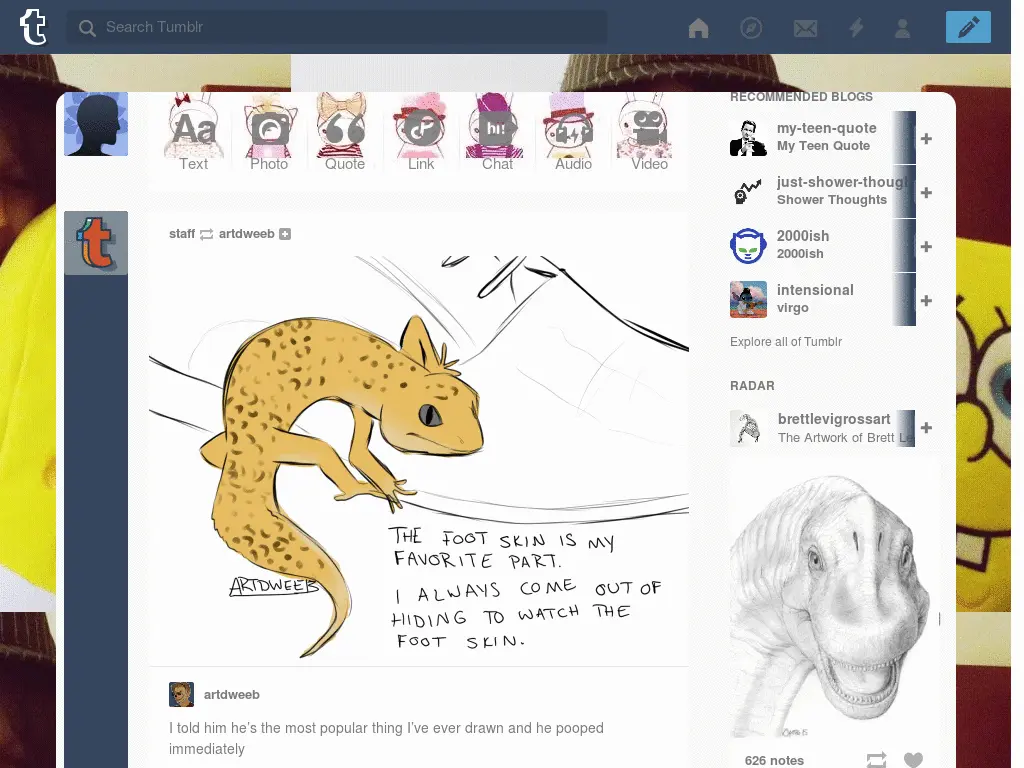 Search Tumblr
Aa
hi!
Text
Photo
Quote
Link
Chat
Audio
Video
staff artdweeb
THE FOOT SKIN IS MY
FAVORITE PART.
I ALWAYS COME OUT OF
HIDING TO WATCH THE
FOOT SKIN.
ARTDWEEB
artdweeb
I told him he's the most popular thing I've ever drawn and he pooped
immediately
RECOMMENDED BLOGS
my-teen-quote
My Teen Quote
just-shower-though
Shower Thoughts
2000ish
2000ish
intensional
virgo
Explore all of Tumblr
RADAR
brettlevigrossart
The Artwork of Brett Le
626 notes